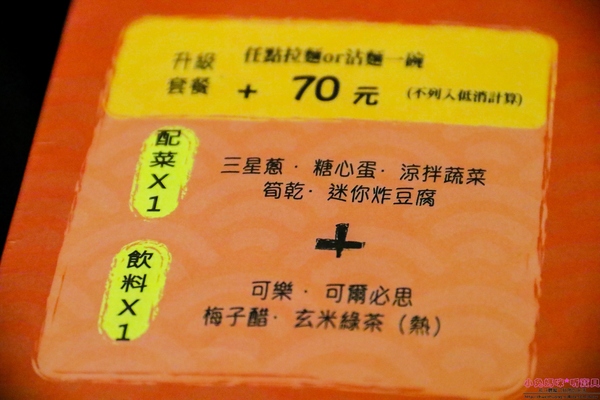 升級套餐
任點拉麵or沾麵一碗
+ 70 元 (不列入低消計算)
配菜X1
三星蔥．糖心蛋．涼拌蔬菜
筍乾．迷你炸豆腐
+
飲料X1
可樂．可爾必思
梅子醋．玄米綠茶（熱）